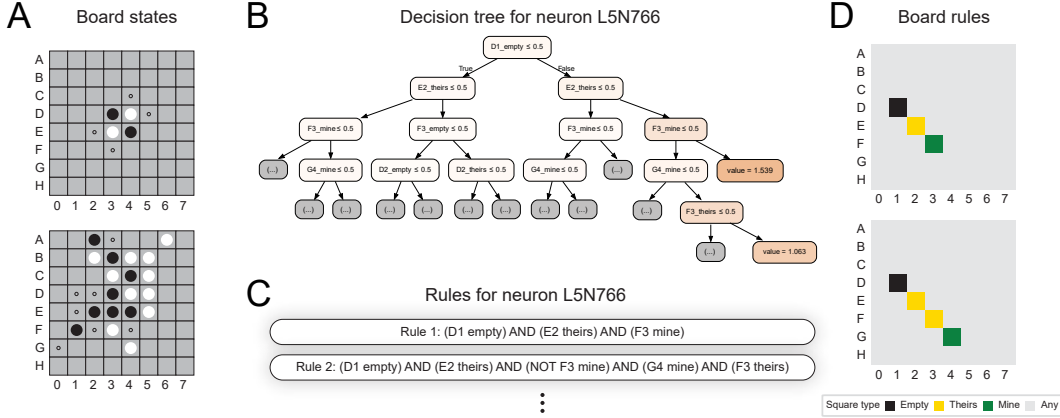 A
Board states
A
B
C
D
E
F
G
H
0 1 2 3 4 5 6 7
A
B
C
D
E
F
G
H
0 1 2 3 4 5 6 7
B
Decision tree for neuron L5N766
D1_empty ≤ 0.5
True
False
E2_theirs ≤ 0.5
E2_theirs ≤ 0.5
F3_mine ≤ 0.5
F3_empty ≤ 0.5
F3_mine ≤ 0.5
F3_mine ≤ 0.5
(...)
G4_mine ≤ 0.5
D2_empty ≤ 0.5
D2_theirs ≤ 0.5
G4_mine ≤ 0.5
(...)
G4_mine ≤ 0.5
value = 1.539
(...)
(...)
(...)
(...)
(...)
(...)
(...)
(...)
(...)
F3_theirs ≤ 0.5
(...)
value = 1.063
C
Rules for neuron L5N766
Rule 1: (D1 empty) AND (E2 theirs) AND (F3 mine)
Rule 2: (D1 empty) AND (E2 theirs) AND (NOT F3 mine) AND (G4 mine) AND (F3 theirs)
D
Board rules
A
B
C
D
E
F
G
H
0 1 2 3 4 5 6 7
A
B
C
D
E
F
G
H
0 1 2 3 4 5 6 7
Square type Empty Theirs Mine Any